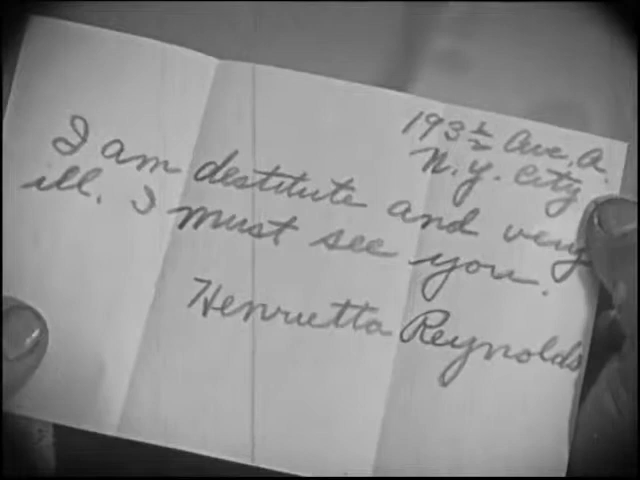 193½ Ave. A.
N.Y. City
I am destitute and very
ill. I must see you.
Henrietta Reynolds